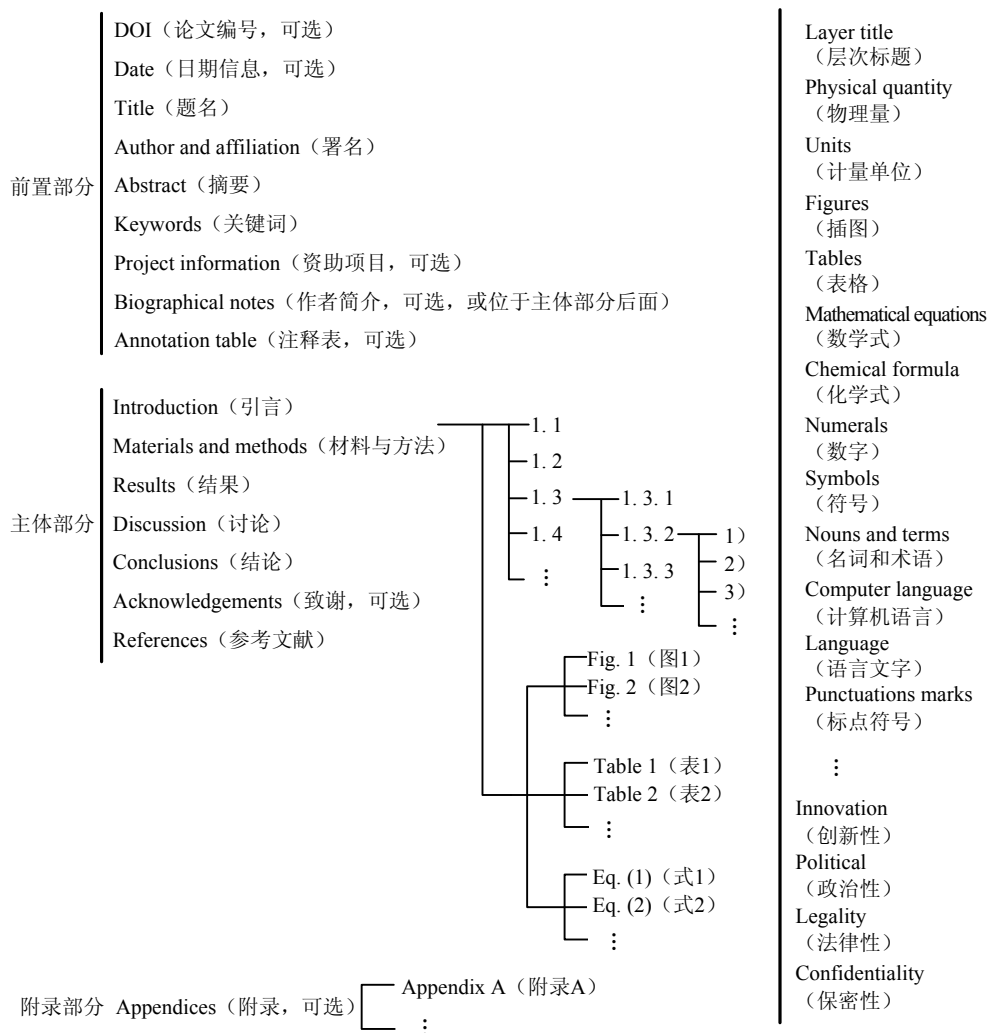 DOI（论文编号，可选）
Date（日期信息，可选）
Title（题名）
Author and affiliation（署名）
前置部分
Abstract（摘要）
Keywords（关键词）
Project information（资助项目，可选）
Biographical notes（作者简介，可选，或位于主体部分后面）
Annotation table（注释表，可选）
Introduction（引言）
Materials and methods（材料与方法）
Results（结果）
主体部分
Discussion（讨论）
Conclusions（结论）
Acknowledgements（致谢，可选）
References（参考文献）
1. 1
1. 2
1. 3
1. 4
⋮
1. 3. 1
1. 3. 2
1. 3. 3
⋮
1）
2）
3）
⋮
Fig. 1（图1）
Fig. 2（图2）
⋮
Table 1（表1）
Table 2（表2）
⋮
Eq. (1)（式1）
Eq. (2)（式2）
⋮
附录部分 Appendices（附录，可选）
Appendix A（附录A）
⋮
Layer title
（层次标题）
Physical quantity
（物理量）
Units
（计量单位）
Figures
（插图）
Tables
（表格）
Mathematical equations
（数学式）
Chemical formula
（化学式）
Numerals
（数字）
Symbols
（符号）
Nouns and terms
（名词和术语）
Computer language
（计算机语言）
Language
（语言文字）
Punctuations marks
（标点符号）
⋮
Innovation
（创新性）
Political
（政治性）
Legality
（法律性）
Confidentiality
（保密性）